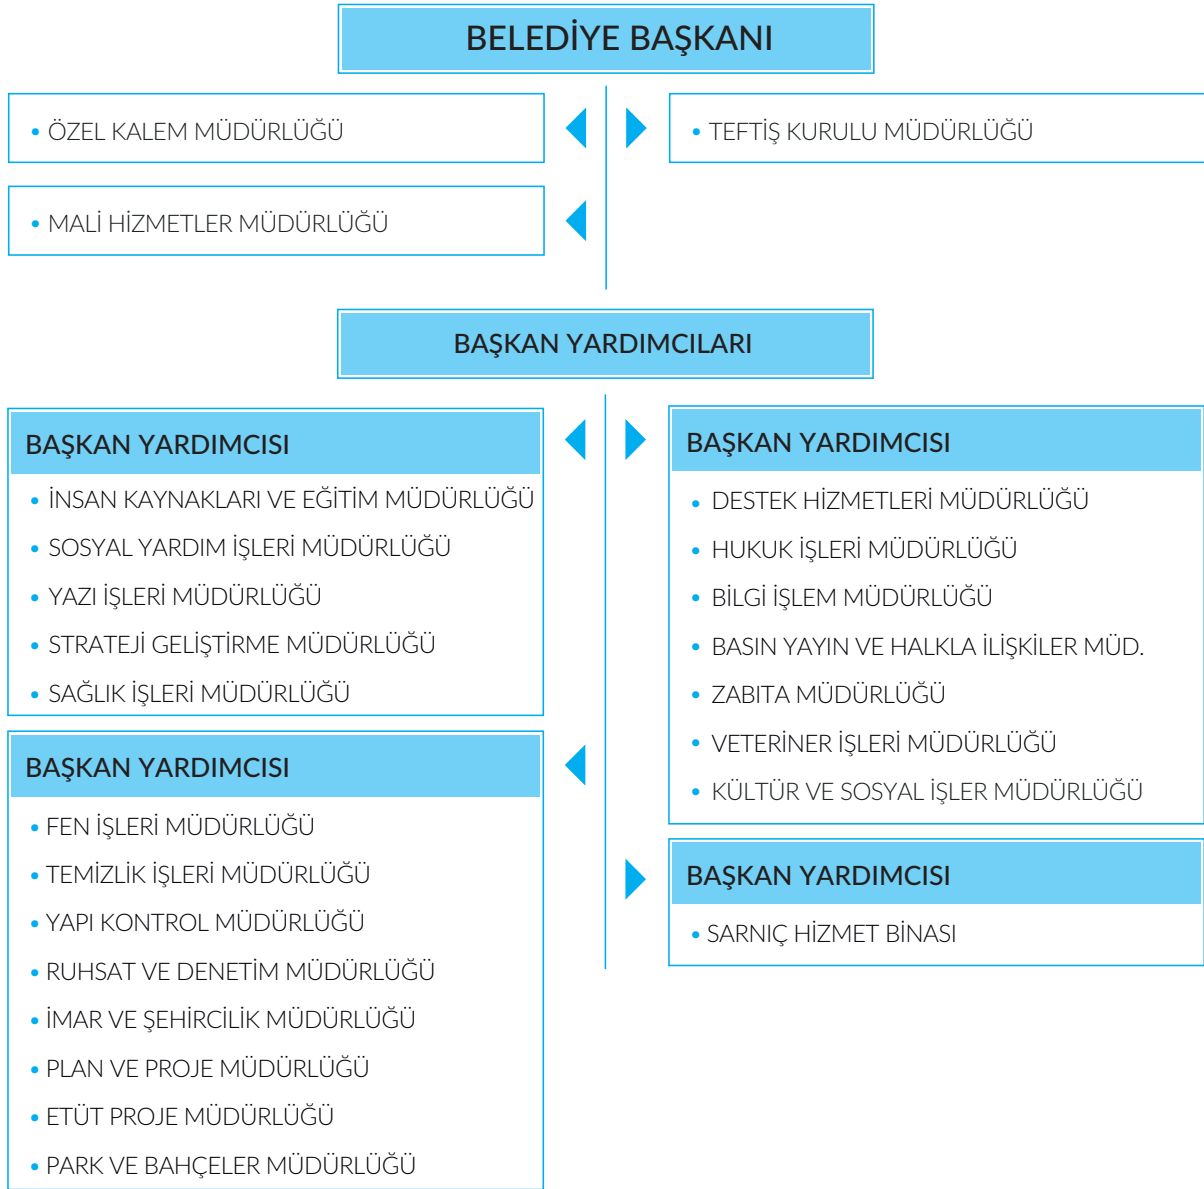 BELEDİYE BAŞKANI
• ÖZEL KALEM MÜDÜRLÜĞÜ
• TEFTİŞ KURULU MÜDÜRLÜĞÜ
• MALİ HİZMETLER MÜDÜRLÜĞÜ
BAŞKAN YARDIMCILARI
BAŞKAN YARDIMCISI
• İNSAN KAYNAKLARI VE EĞİTİM MÜDÜRLÜĞÜ
• SOSYAL YARDIM İŞLERİ MÜDÜRLÜĞÜ
• YAZI İŞLERİ MÜDÜRLÜĞÜ
• STRATEJİ GELİŞTİRME MÜDÜRLÜĞÜ
• SAĞLIK İŞLERİ MÜDÜRLÜĞÜ
BAŞKAN YARDIMCISI
• DESTEK HİZMETLERİ MÜDÜRLÜĞÜ
• HUKUK İŞLERİ MÜDÜRLÜĞÜ
• BİLGİ İŞLEM MÜDÜRLÜĞÜ
• BASIN YAYIN VE HALKLA İLİŞKİLER MÜD.
• ZABITA MÜDÜRLÜĞÜ
• VETERİNER İŞLERİ MÜDÜRLÜĞÜ
• KÜLTÜR VE SOSYAL İŞLER MÜDÜRLÜĞÜ
BAŞKAN YARDIMCISI
• FEN İŞLERİ MÜDÜRLÜĞÜ
• TEMİZLİK İŞLERİ MÜDÜRLÜĞÜ
• YAPI KONTROL MÜDÜRLÜĞÜ
• RUHSAT VE DENETİM MÜDÜRLÜĞÜ
• İMAR VE ŞEHİRCİLİK MÜDÜRLÜĞÜ
• PLAN VE PROJE MÜDÜRLÜĞÜ
• ETÜT PROJE MÜDÜRLÜĞÜ
• PARK VE BAHÇELER MÜDÜRLÜĞÜ
BAŞKAN YARDIMCISI
• SARNIÇ HİZMET BİNASI